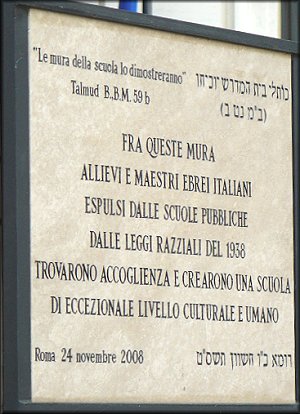 "Le mura della scuola lo dimostreranno" כותלי בית המדרש יוכיחו
Talmud B., B.M. 59 b (ב"מ נט ב)
FRA QUESTE MURA
ALLIEVI E MAESTRI EBREI ITALIANI
ESPULSI DALLE SCUOLE PUBBLICHE
DALLE LEGGI RAZZIALI DEL 1938
TROVARONO ACCOGLIENZA E CREARONO UNA SCUOLA
DI ECCEZIONALE LIVELLO CULTURALE E UMANO
Roma 24 novembre 2008 רומא כ"ו חשוון תשס"ט